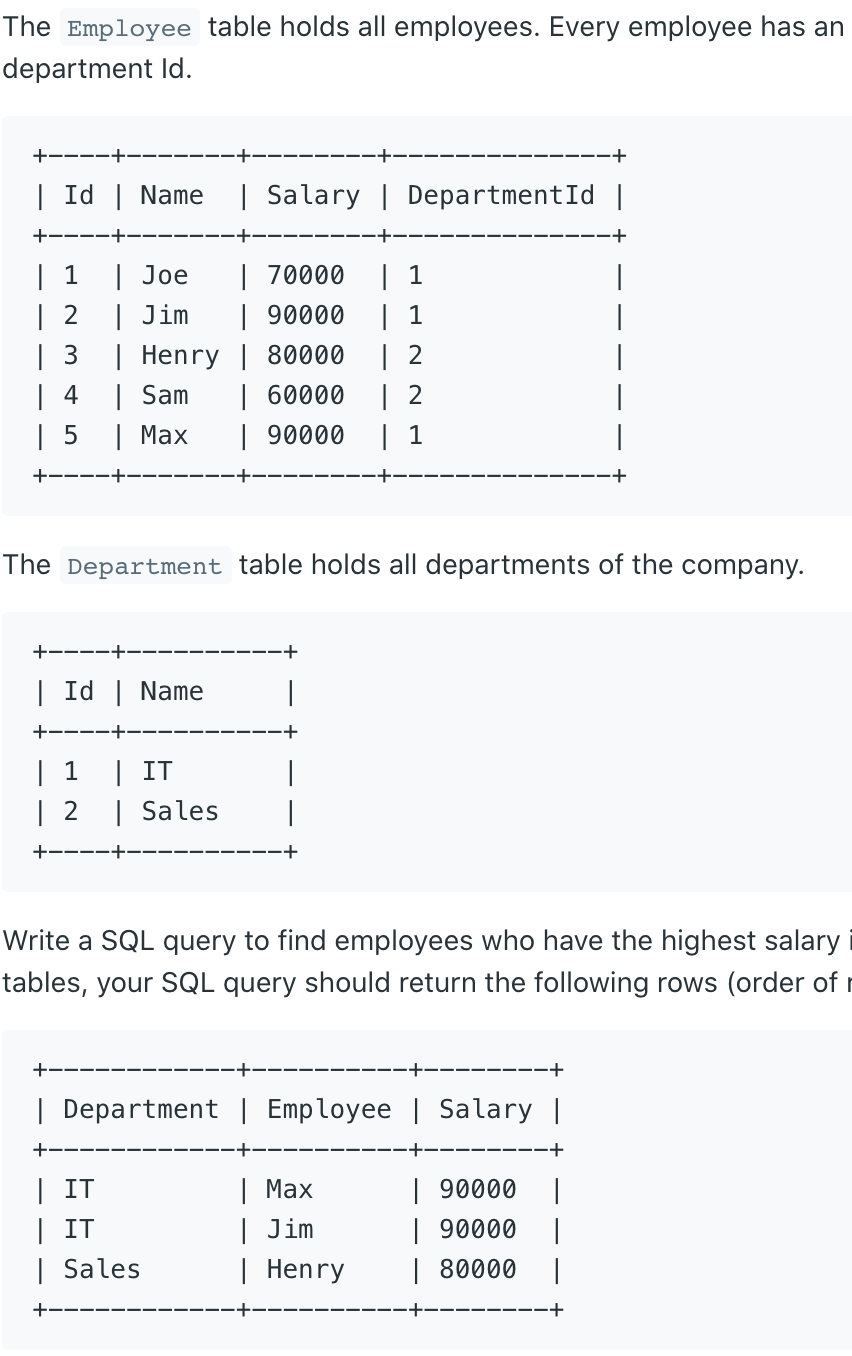 The Employee table holds all employees. Every employee has an
department Id.
+----+-------+--------+--------------+
| Id | Name  | Salary | DepartmentId |
+----+-------+--------+--------------+
| 1  | Joe   | 70000  | 1            |
| 2  | Jim   | 90000  | 1            |
| 3  | Henry | 80000  | 2            |
| 4  | Sam   | 60000  | 2            |
| 5  | Max   | 90000  | 1            |
+----+-------+--------+--------------+
The Department table holds all departments of the company.
+----+----------+
| Id | Name     |
+----+----------+
| 1  | IT       |
| 2  | Sales    |
+----+----------+
Write a SQL query to find employees who have the highest salary
tables, your SQL query should return the following rows (order of
+------------+----------+--------+
| Department | Employee | Salary |
+------------+----------+--------+
| IT         | Max      | 90000  |
| IT         | Jim      | 90000  |
| Sales      | Henry    | 80000  |
+------------+----------+--------+